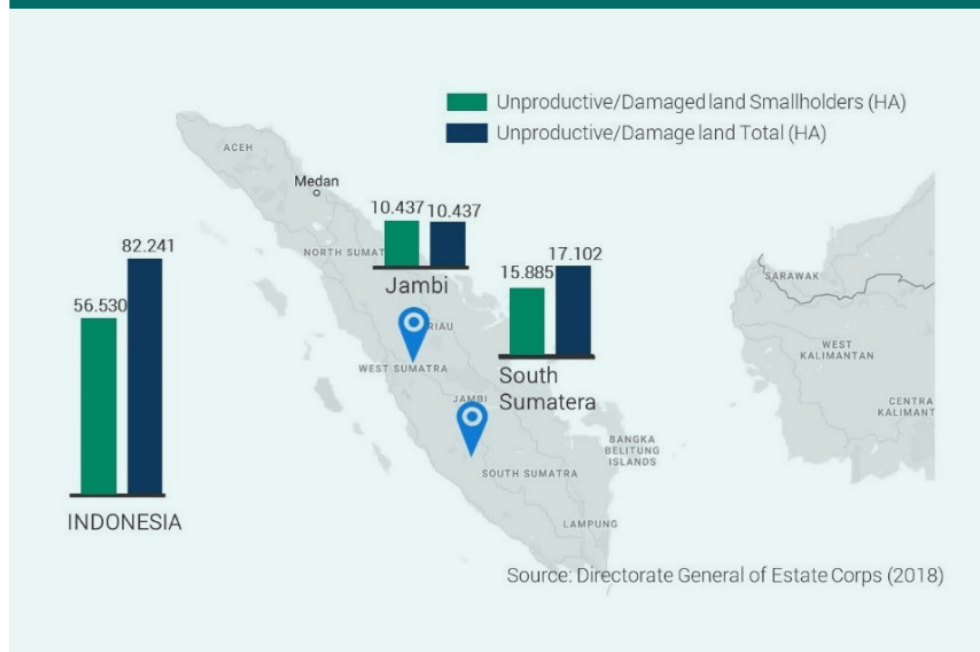 Unproductive/Damaged land Smallholders (HA)
Unproductive/Damage land Total (HA)
ACEH
Medan
NORTH SUMAT
10.437 10.437
Jambi
82.241
56.530
INDONESIA
17.102
15.885
South
Sumatera
RIAU
WEST SUMATRA
JAMBI
SOUTH SUMATRA
BANGKA
BELITUNG
ISLANDS
LAMPUNG
SARAWAK
WEST
KALIMANTAN
CENTRA
KALIMANT
Source: Directorate General of Estate Corps (2018)